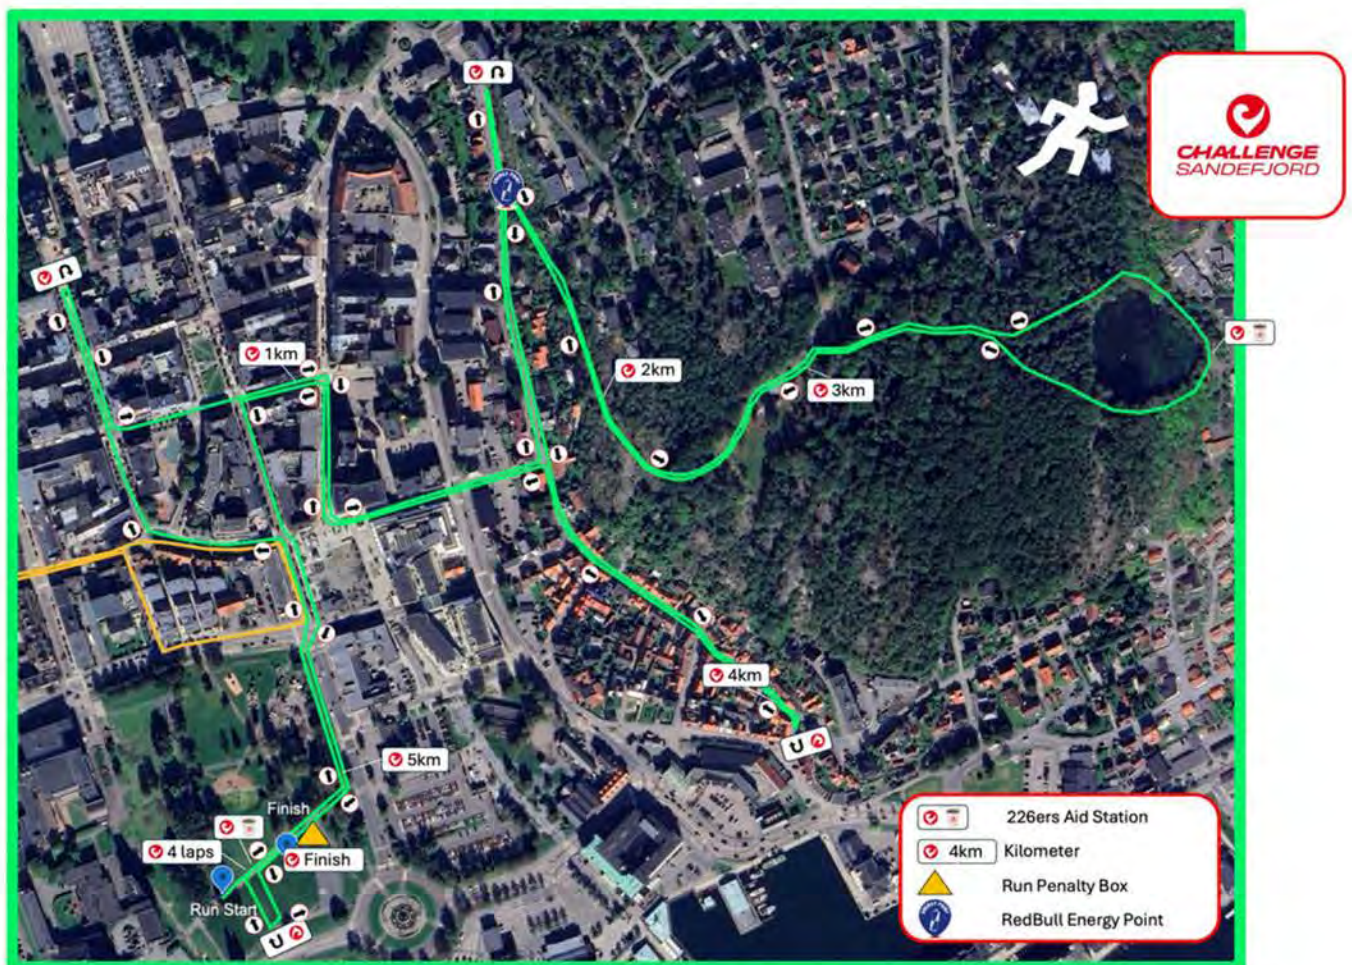 CHALLENGE
SANDEFJORD
1km
2km
3km
4km
5km
Finish
4 laps
Finish
Run Start
226ers Aid Station
4km Kilometer
Run Penalty Box
RedBull Energy Point